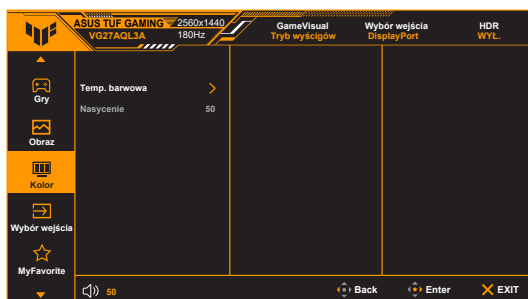 ASUS TUF GAMING 2560x1440
VG27AQL3A 180Hz
GameVisual
Tryb wyścigów
Wybór wejścia
DisplayPort
HDR
WYŁ.
Gry
Obraz
Kolor
Wybór wejścia
MyFavorite
Temp. barwowa
Nasycenie 50
50
Back
Enter
EXIT